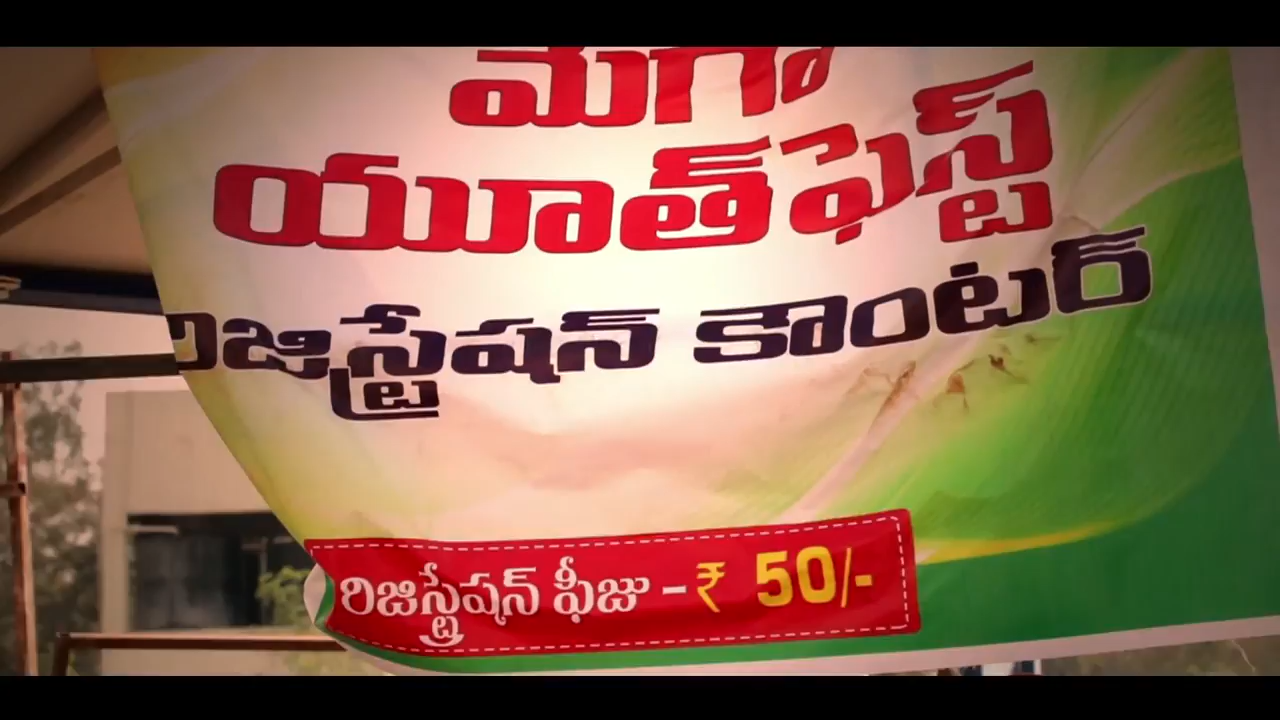 మెగా
యూత్ ఫెస్ట్
రిజిస్ట్రేషన్ కౌంటర్
రిజిస్ట్రేషన్ ఫీజు - ₹ 50/-